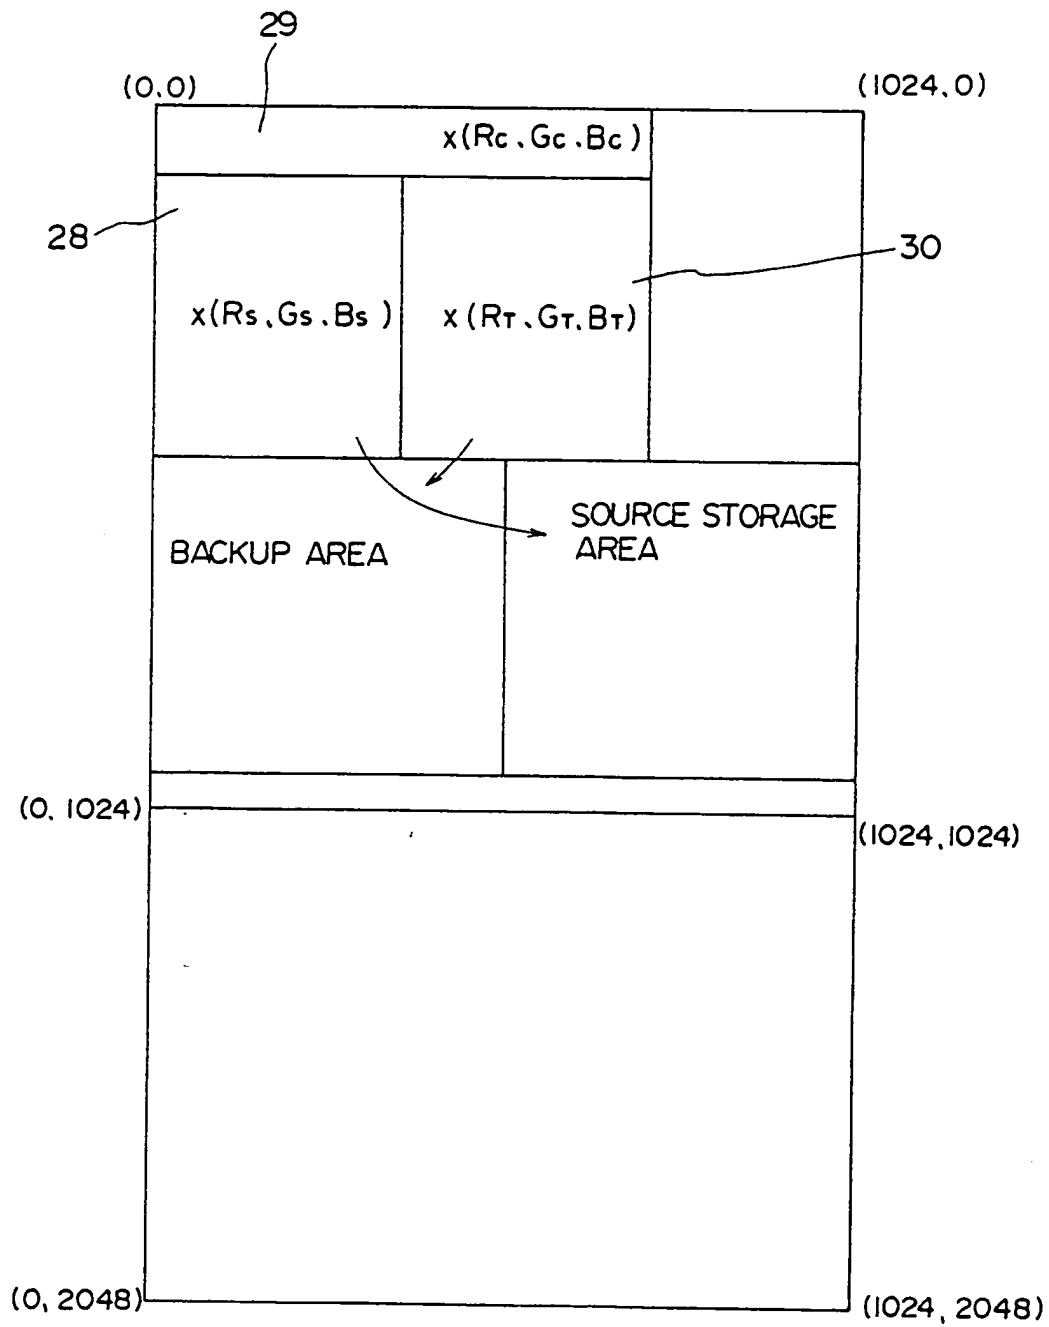 29
(0,0)
(1024,0)
x(Rc.Gc.Bc)
28
30
x(Rs.Gs.Bs)
x(RT.GT.BT)
SOURCE STORAGE
AREA
BACKUP AREA
(0,1024)
(1024,1024)
(0,2048)
(1024,2048)